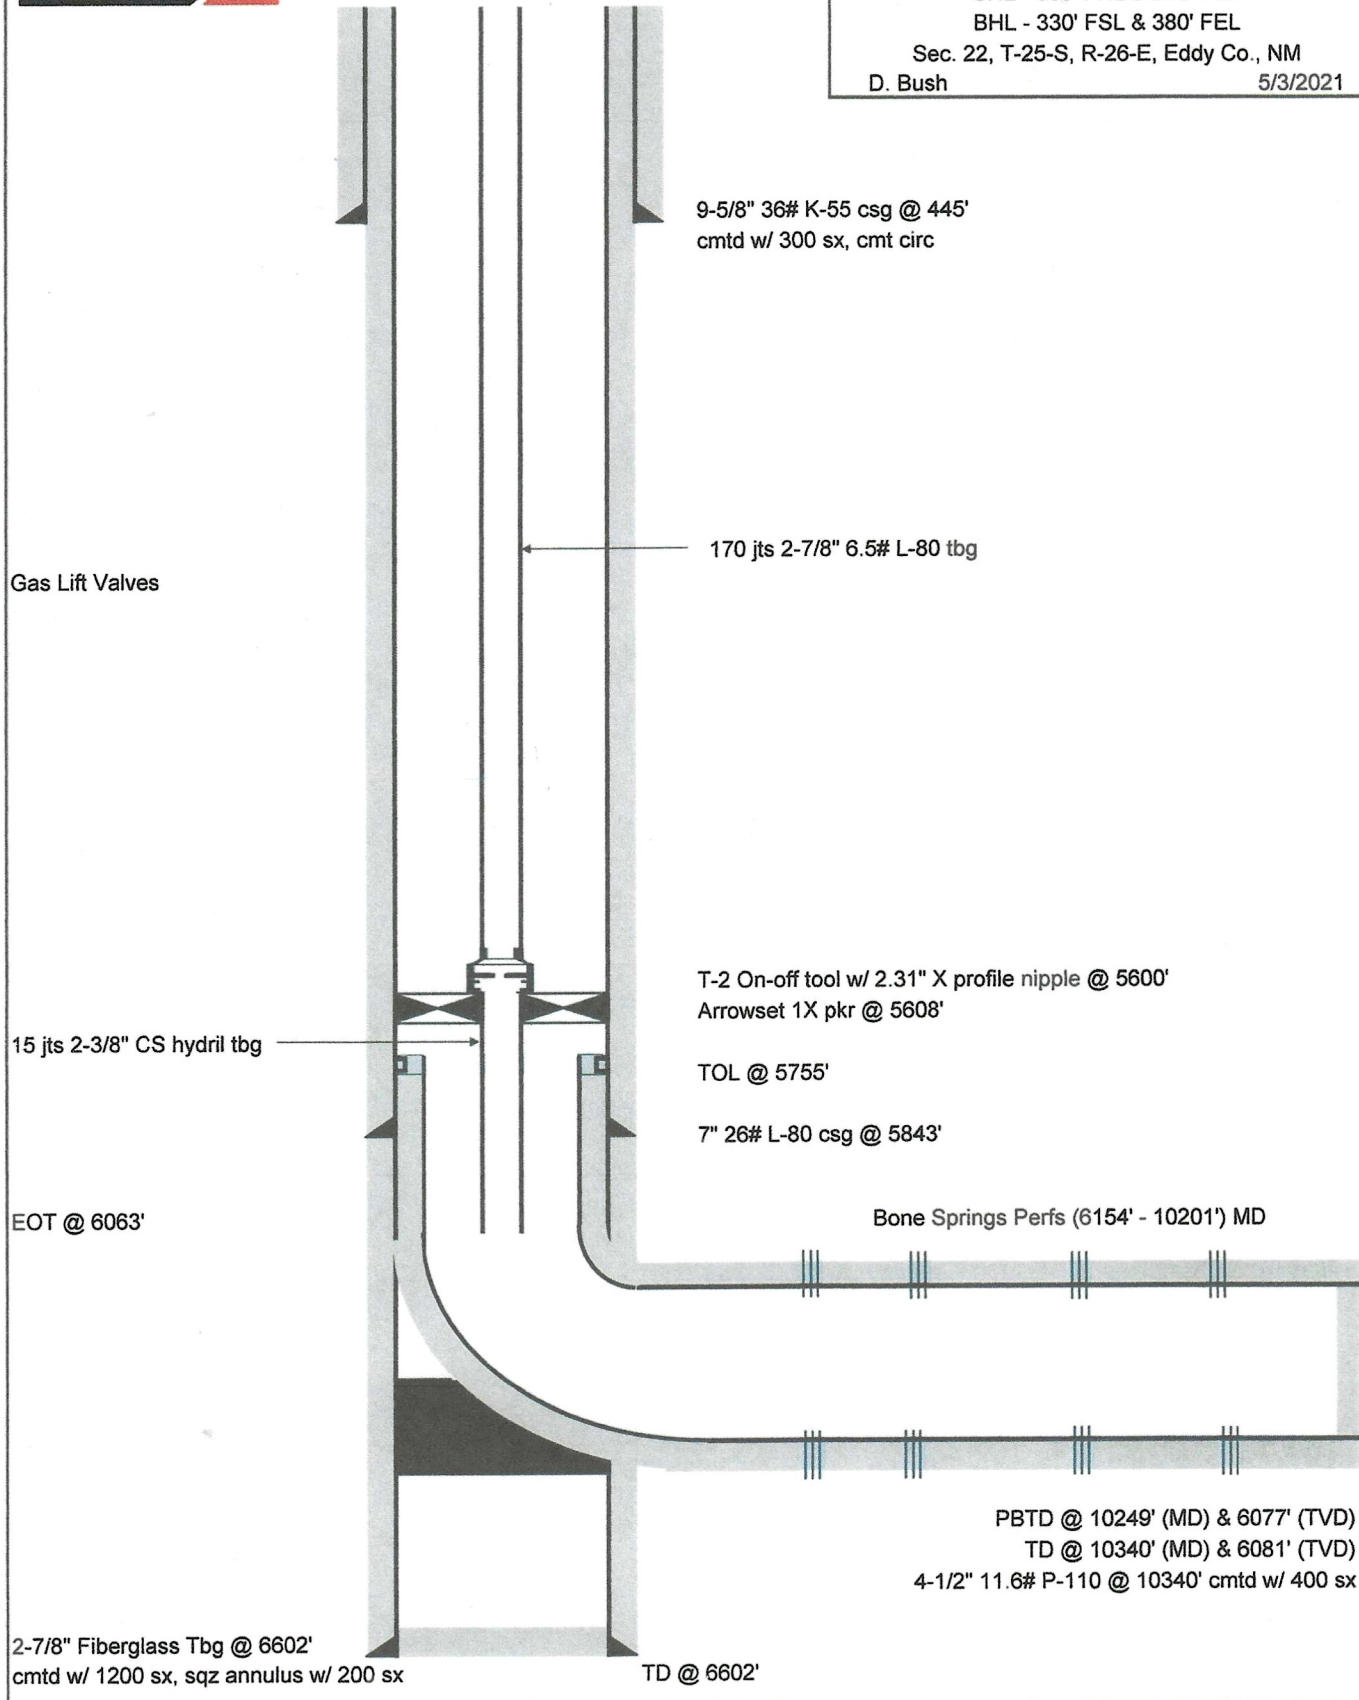 BHL - 330' FSL & 380' FEL
Sec. 22, T-25-S, R-26-E, Eddy Co., NM
D. Bush 5/3/2021
9-5/8" 36# K-55 csg @ 445'
cmtd w/ 300 sx, cmt circ
170 jts 2-7/8" 6.5# L-80 tbg
Gas Lift Valves
T-2 On-off tool w/ 2.31" X profile nipple @ 5600'
Arrowset 1X pkr @ 5608'
15 jts 2-3/8" CS hydril tbg
TOL @ 5755'
7" 26# L-80 csg @ 5843'
EOT @ 6063'
Bone Springs Perfs (6154' - 10201') MD
PBTD @ 10249' (MD) & 6077' (TVD)
TD @ 10340' (MD) & 6081' (TVD)
4-1/2" 11.6# P-110 @ 10340' cmtd w/ 400 sx
2-7/8" Fiberglass Tbg @ 6602'
cmtd w/ 1200 sx, sqz annulus w/ 200 sx
TD @ 6602'